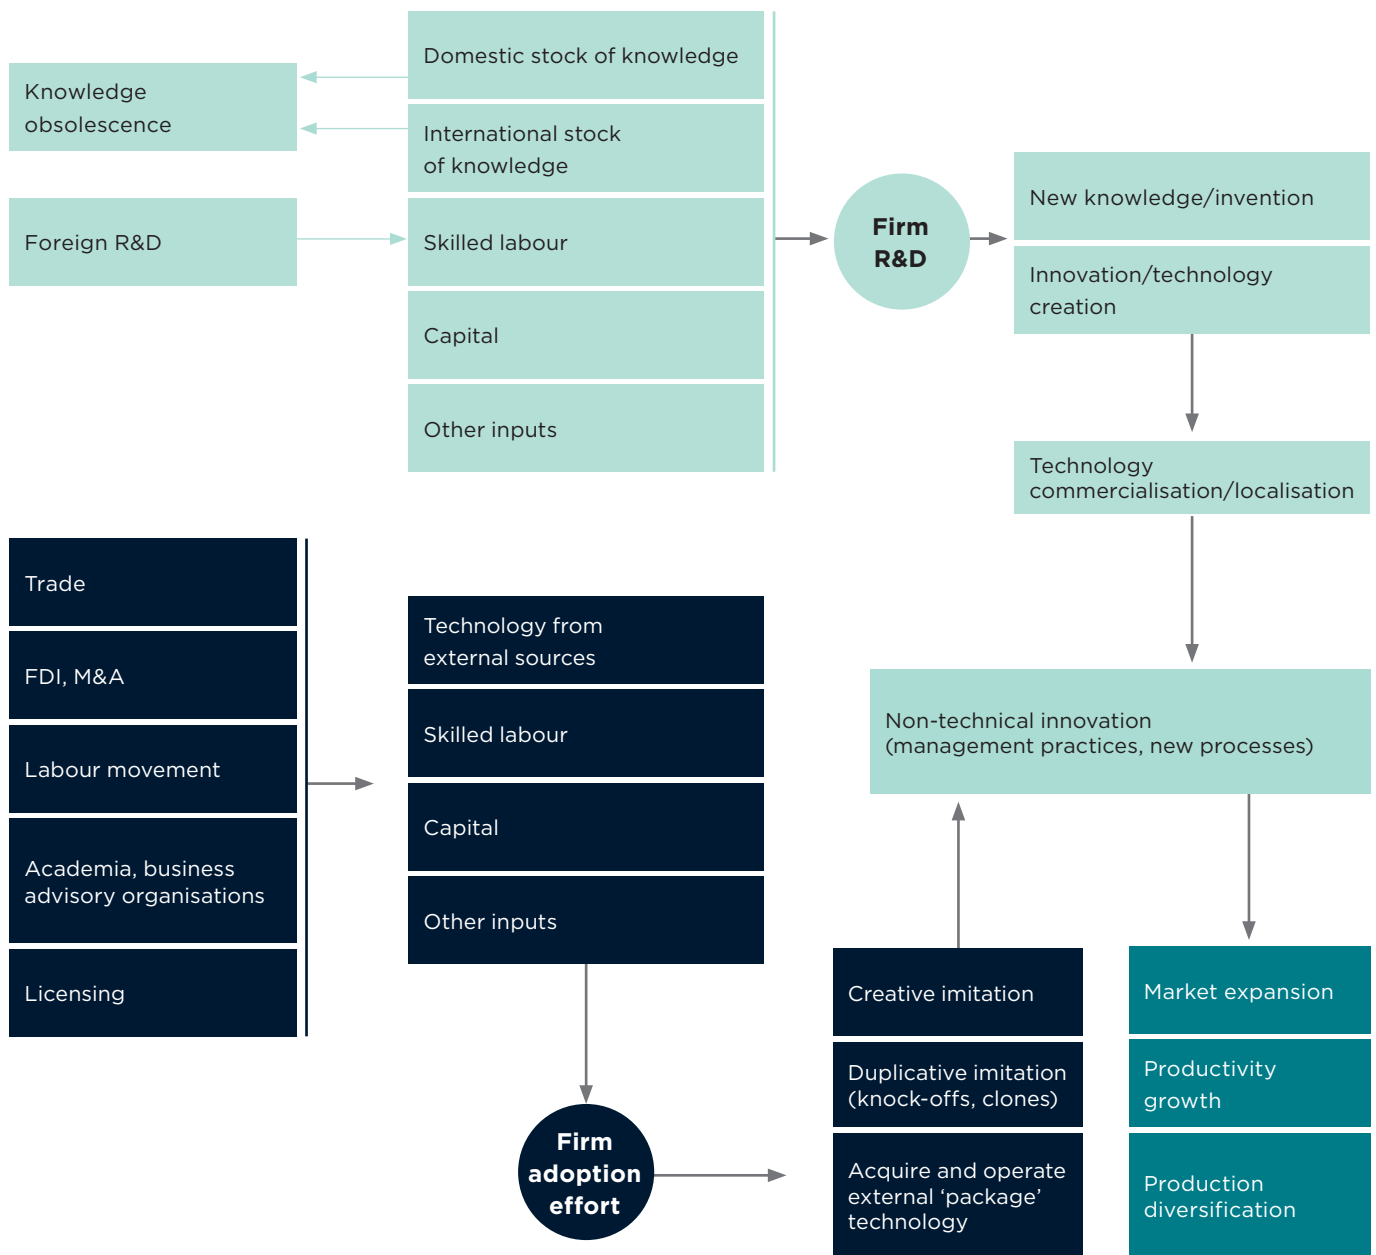 Knowledge
obsolescence
Foreign R&D
Domestic stock of knowledge
International stock
of knowledge
Skilled labour
Capital
Other inputs
Firm
R&D
New knowledge/invention
Innovation/technology
creation
Technology
commercialisation/localisation
Non-technical innovation
(management practices, new processes)
Trade
FDI, M&A
Labour movement
Academia, business
advisory organisations
Licensing
Technology from
external sources
Skilled labour
Capital
Other inputs
Firm
adoption
effort
Creative imitation
Duplicative imitation
(knock-offs, clones)
Acquire and operate
external ‘package’
technology
Market expansion
Productivity
growth
Production
diversification